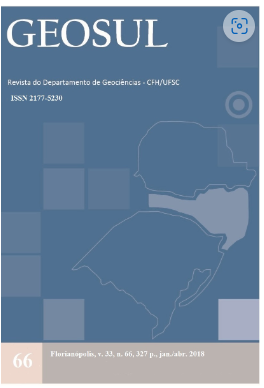 GEOSUL
Revista do Departamento de Geociências - CFH/UFSC
ISSN 2177-5230
66
Florianópolis, v. 33, n. 66, 327 p., jan./abr. 2018